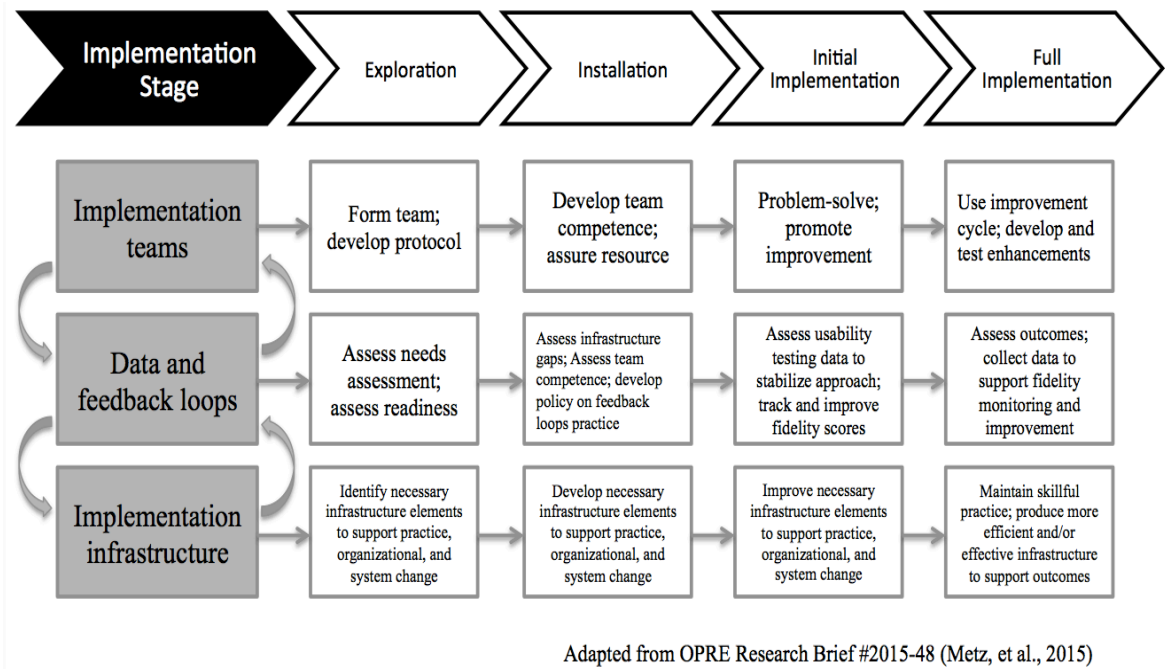 Implementation
Stage
Exploration
Installation
Initial
Implementation
Full
Implementation
Implementation
teams
Form team;
develop protocol
Develop team
competence;
assure resource
Problem-solve;
promote
improvement
Use improvement
cycle; develop and
test enhancements
Data and
feedback loops
Assess needs
assessment;
assess readiness
Assess infrastructure
gaps; Assess team
competence; develop
policy on feedback
loops practice
Assess usability
testing data to
stabilize approach;
track and improve
fidelity scores
Assess outcomes;
collect data to
support fidelity
monitoring and
improvement
Implementation
infrastructure
Identify necessary
infrastructure elements
to support practice,
organizational, and
system change
Develop necessary
infrastructure elements
to support practice,
organizational, and
system change
Improve necessary
infrastructure elements
to support practice,
organizational, and
system change
Maintain skillful
practice; produce more
efficient and/or
effective infrastructure
to support outcomes
Adapted from OPRE Research Brief #2015-48 (Metz, et al., 2015)